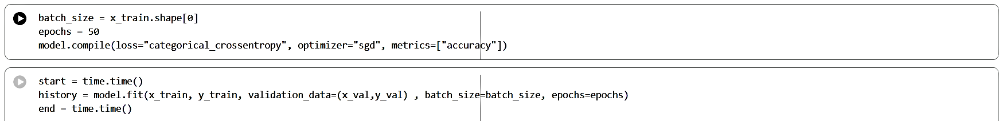 batch_size = x_train.shape[0]
epochs = 50
model.compile(loss="categorical_crossentropy", optimizer="sgd", metrics=["accuracy"])
start = time.time()
history = model.fit(x_train, y_train, validation_data=(x_val,y_val) , batch_size=batch_size, epochs=epochs)
end = time.time()